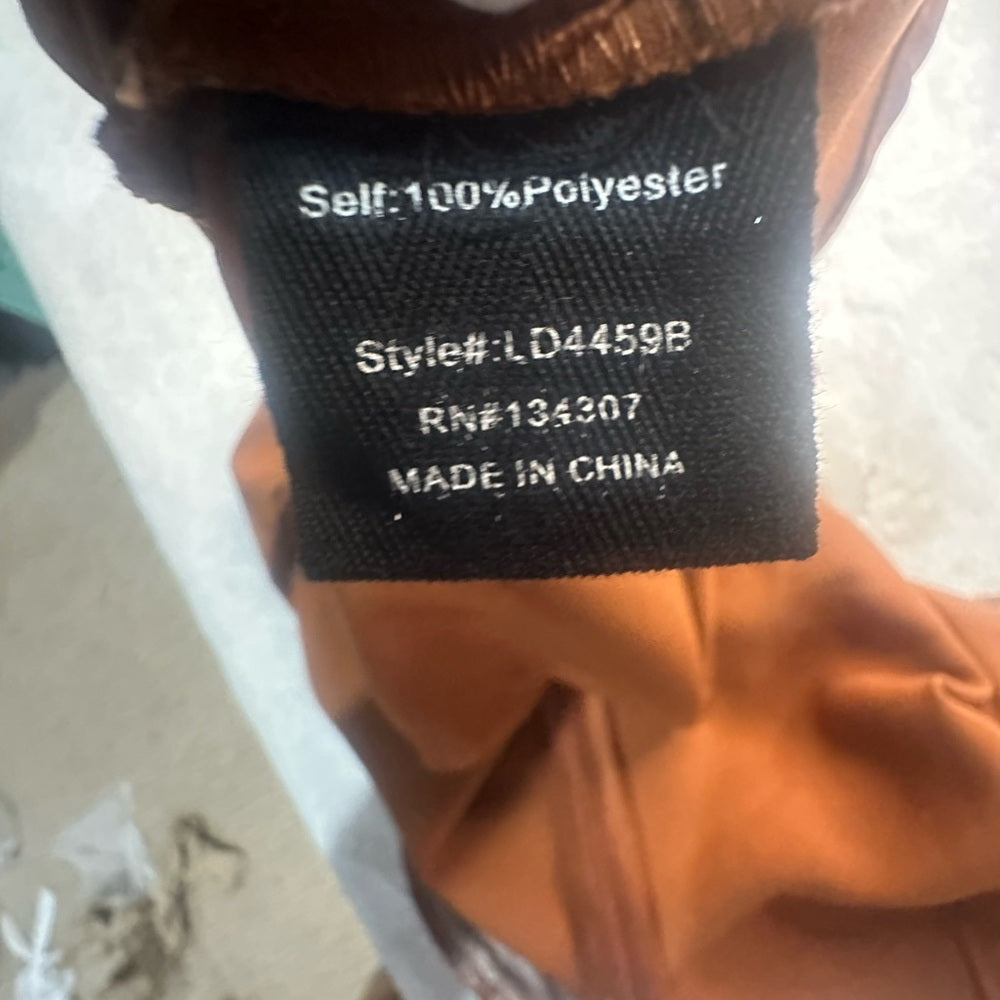 Self:100%Polyester
Style#:LD4459B
RN#134307
MADE IN CHINA